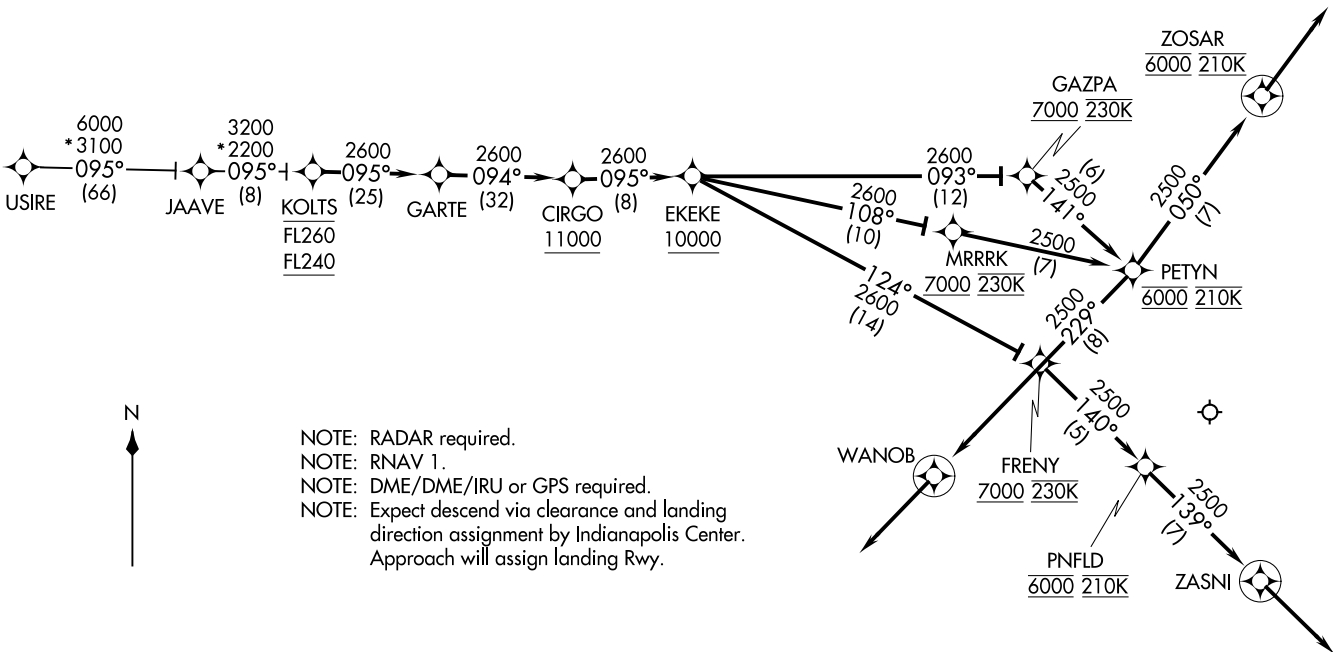 ZOSAR
6000 210K
GAZPA
7000 230K
6000
*3100
095°
(66)
3200
*2200
095°
(8)
2600
095°
(25)
2600
094°
(32)
2600
095°
(8)
2600
093°
(12)
(6)
2500
141°
2500
050°
(7)
USIRE
JAAVE
KOLTS
FL260
FL240
GARTE
CIRGO
11000
EKEKE
10000
2600
108°
(10)
MRRRK
7000 230K
2500
(7)
PETYN
6000 210K
124°
2600
(14)
2500
229°
(8)
N
NOTE: RADAR required.
NOTE: RNAV 1.
NOTE: DME/DME/IRU or GPS required.
NOTE: Expect descend via clearance and landing
direction assignment by Indianapolis Center.
Approach will assign landing Rwy.
WANOB
FRENY
7000 230K
2500
140°
(5)
PNFLD
6000 210K
2500
139°
(7)
ZASNI